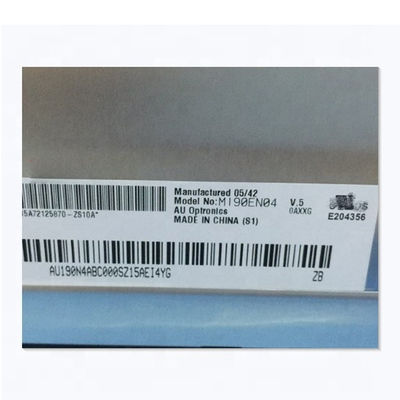 Manufactured 05/42
Model No:M190EN04 V.5
AU Optronics 0AXXG
MADE IN CHINA (S1) E204356
5A72125870-ZS10A*
AU190N4ABC000SZ15AEI4YG ZB